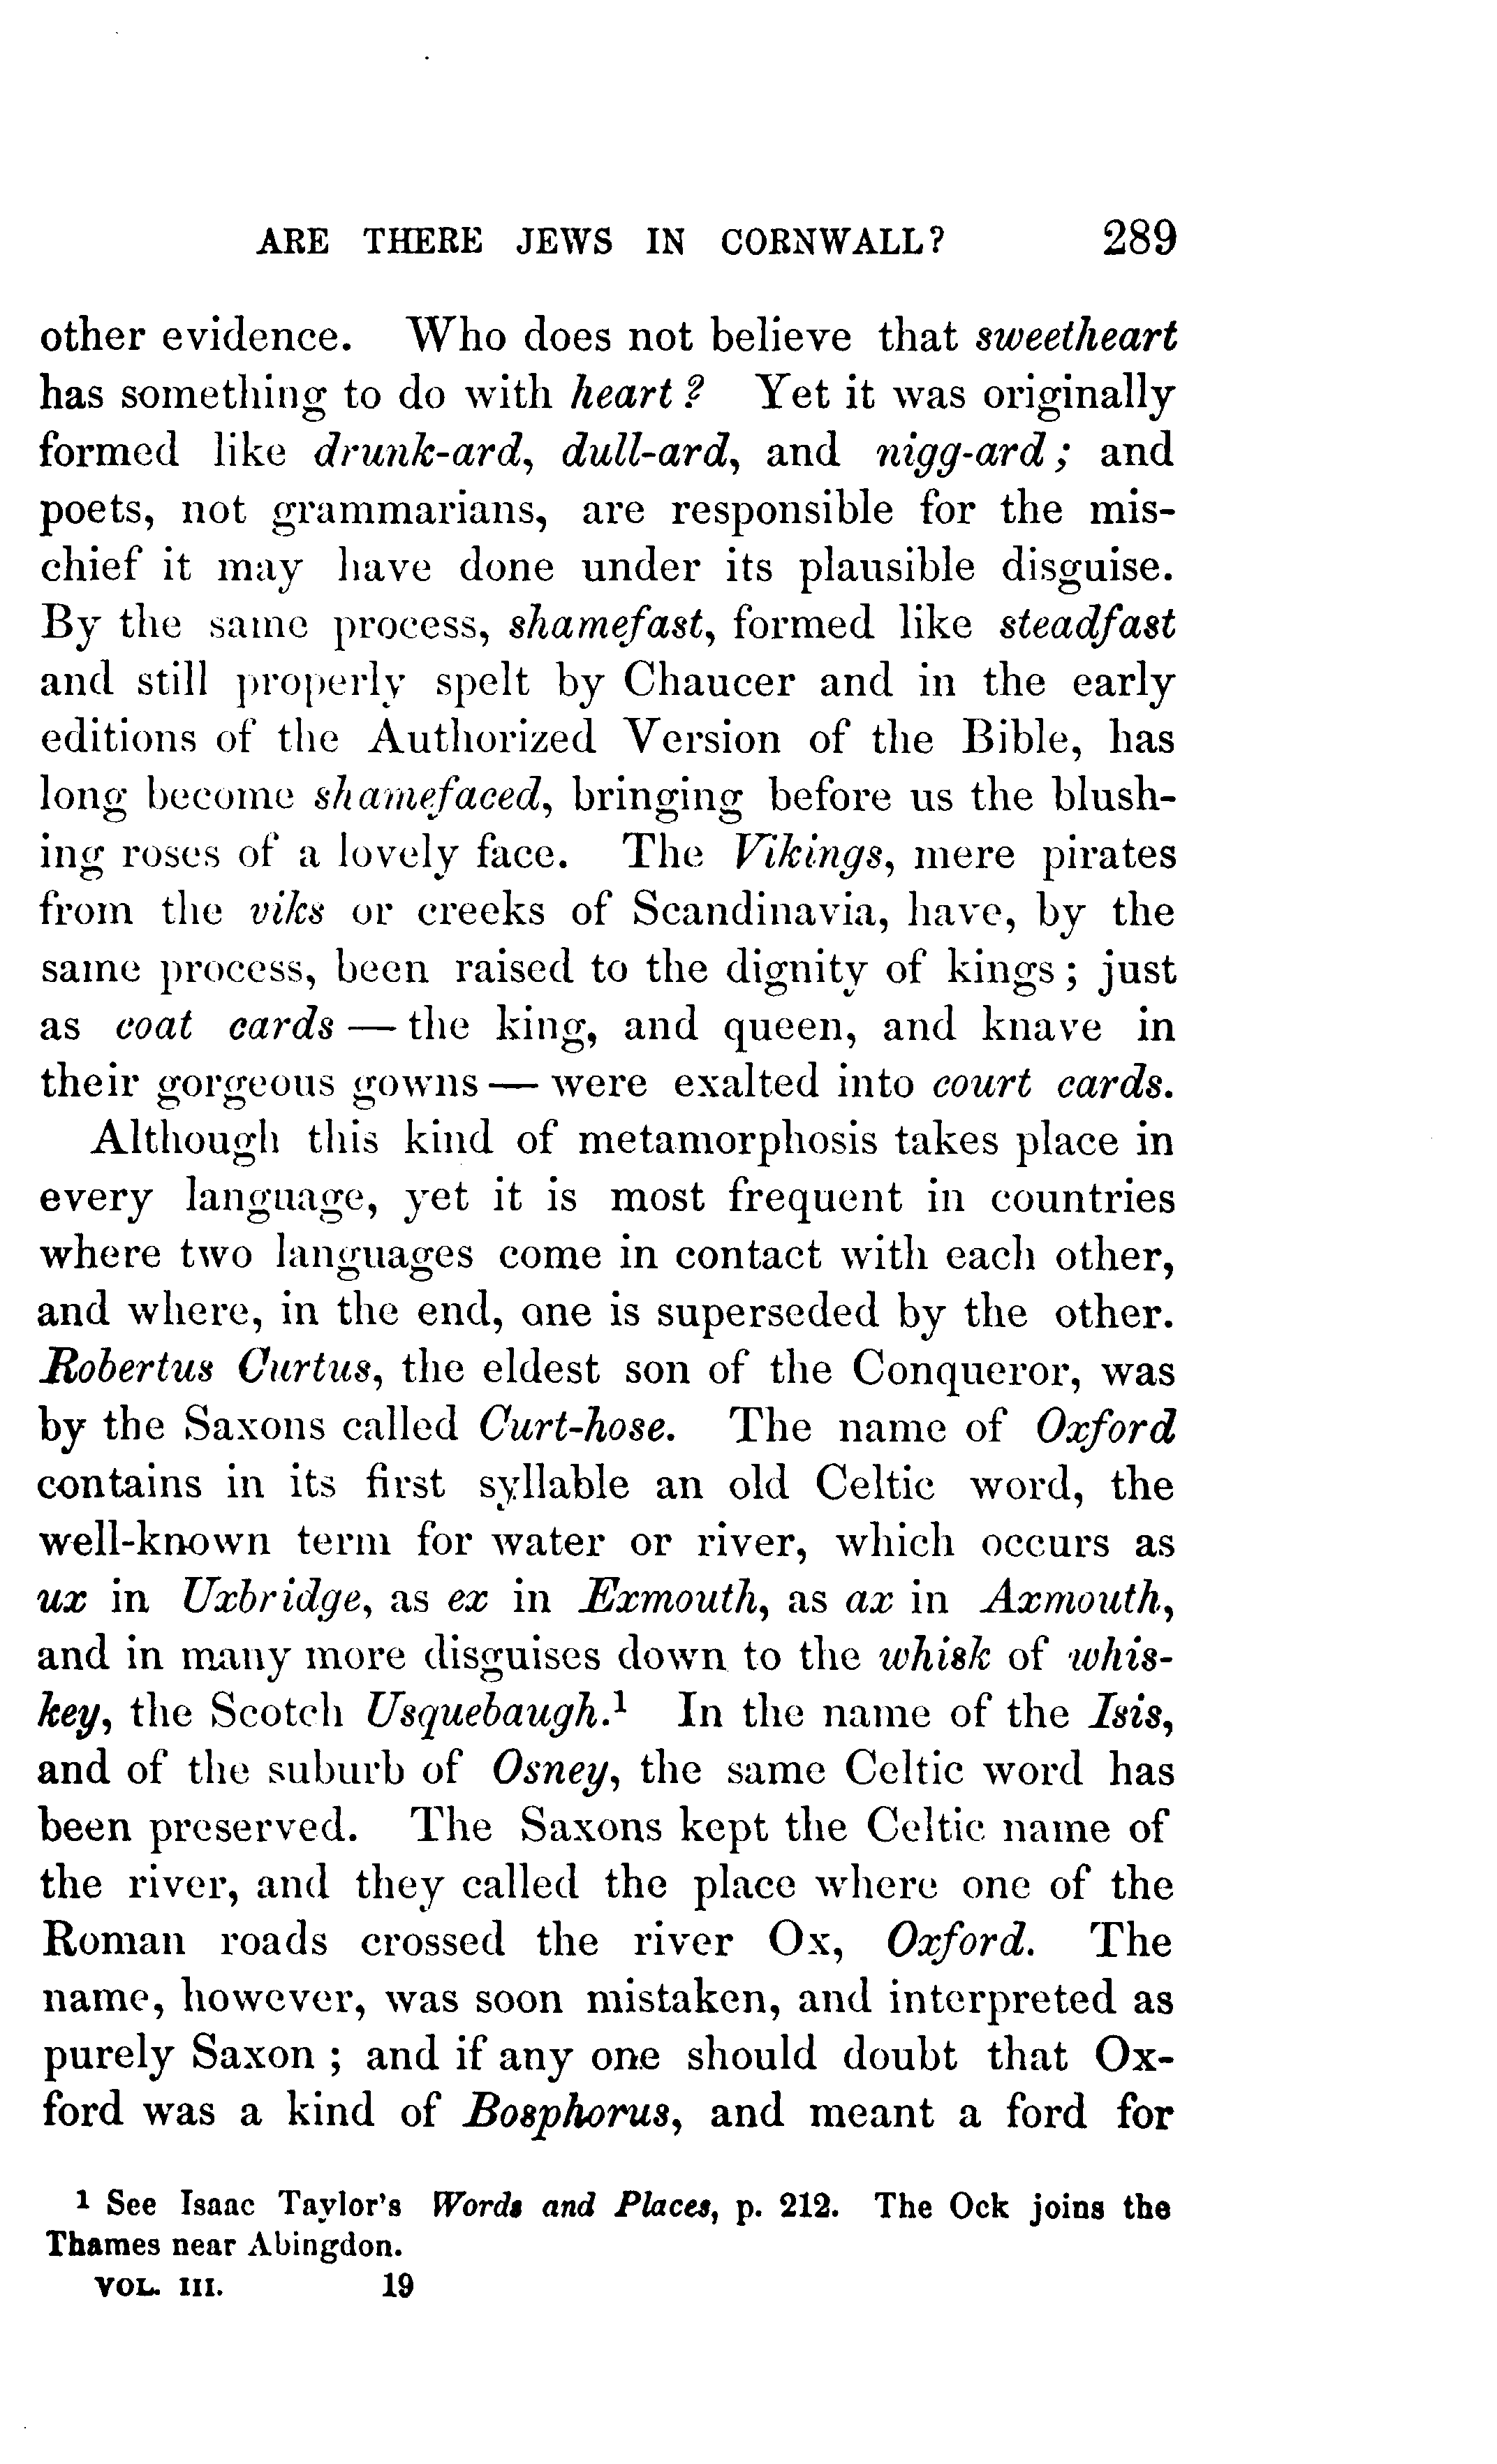 ARE THERE JEWS IN CORNWALL? 289
other evidence. Who does not believe that sweetheart
has something to do with heart? Yet it was originally
formed like drunk-ard, dull-ard, and nigg-ard; and
poets, not grammarians, are responsible for the mis-
chief it may have done under its plausible disguise.
By the same process, shamefast, formed like steadfast
and still properly spelt by Chaucer and in the early
editions of the Authorized Version of the Bible, has
long become shamefaced, bringing before us the blush-
ing roses of a lovely face. The Vikings, mere pirates
from the viks or creeks of Scandinavia, have, by the
same process, been raised to the dignity of kings; just
as coat cards — the king, and queen, and knave in
their gorgeous gowns — were exalted into court cards.
Although this kind of metamorphosis takes place in
every language, yet it is most frequent in countries
where two languages come in contact with each other,
and where, in the end, one is superseded by the other.
Robertus Curtus, the eldest son of the Conqueror, was
by the Saxons called Curt-hose. The name of Oxford
contains in its first syllable an old Celtic word, the
well-known term for water or river, which occurs as
ux in Uxbridge, as ex in Exmouth, as ax in Axmouth,
and in many more disguises down to the whisk of whis-
key, the Scotch Usquebaugh.¹ In the name of the Isis,
and of the suburb of Osney, the same Celtic word has
been preserved. The Saxons kept the Celtic name of
the river, and they called the place where one of the
Roman roads crossed the river Ox, Oxford. The
name, however, was soon mistaken, and interpreted as
purely Saxon; and if any one should doubt that Ox-
ford was a kind of Bosphorus, and meant a ford for
¹ See Isaac Taylor's Words and Places, p. 212. The Ock joins the
Thames near Abingdon.
VOL. III. 19